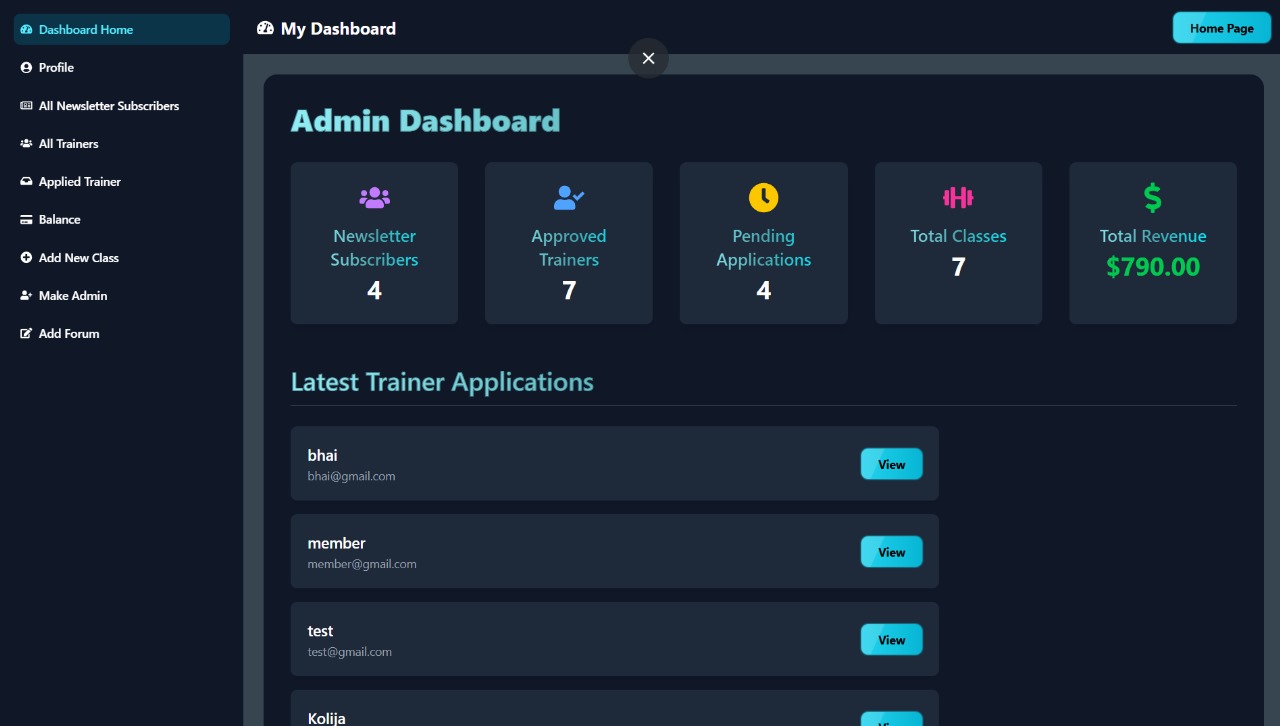 Dashboard Home
Profile
All Newsletter Subscribers
All Trainers
Applied Trainer
Balance
Add New Class
Make Admin
Add Forum
My Dashboard
Home Page
Admin Dashboard
Newsletter
Subscribers
4
Approved
Trainers
7
Pending
Applications
4
Total Classes
7
Total Revenue
$790.00
Latest Trainer Applications
bhai
bhai@gmail.com
View
member
member@gmail.com
View
test
test@gmail.com
View
Kolija
View